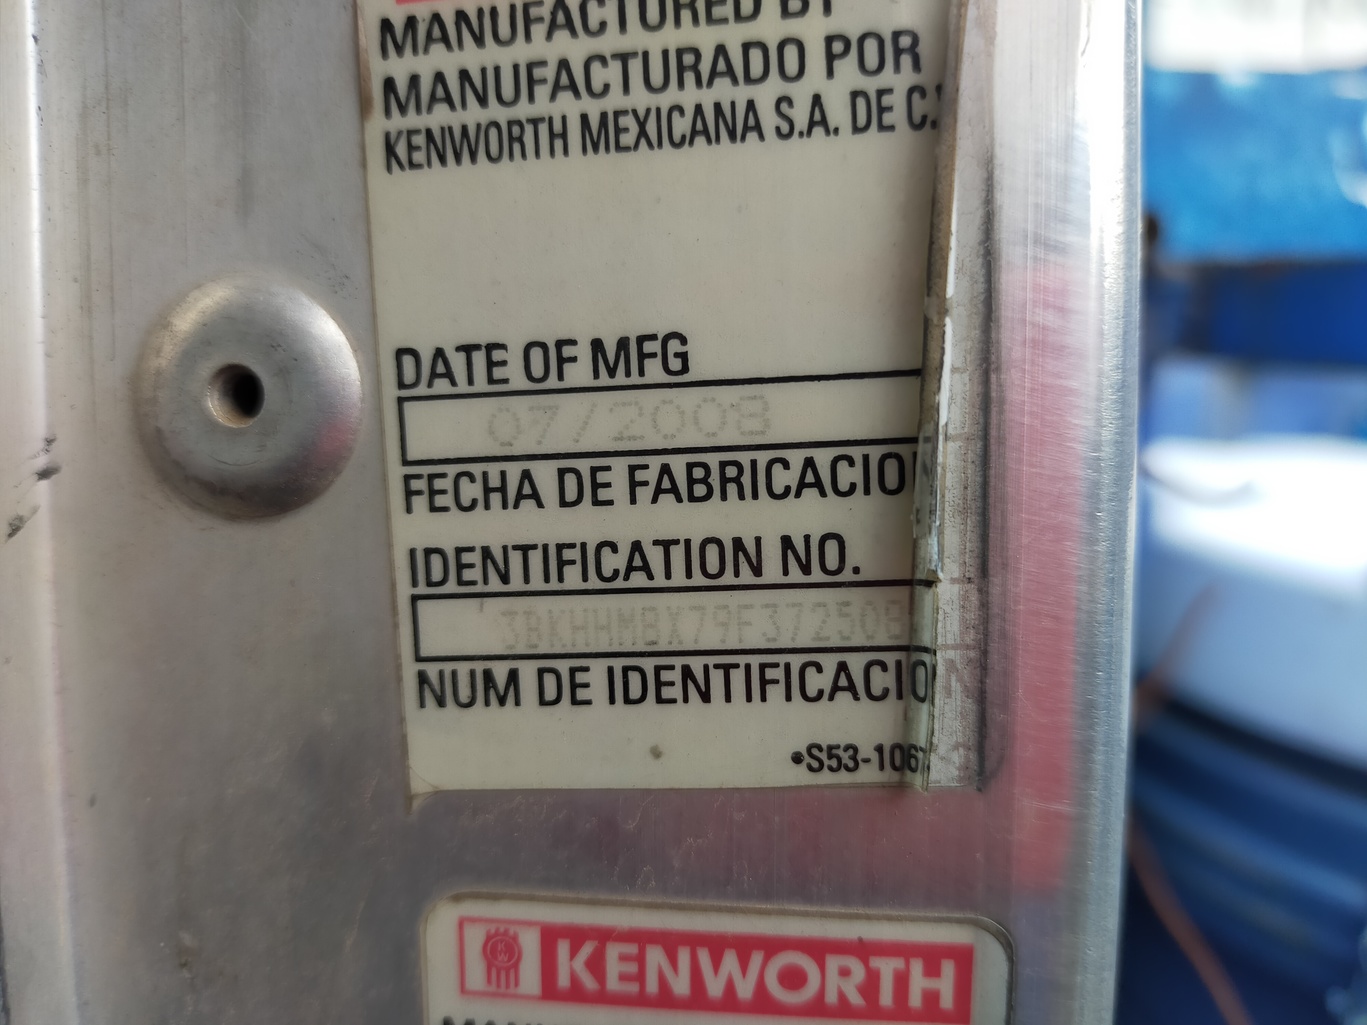 MANUFACTURED BY
MANUFACTURADO POR
KENWORTH MEXICANA S.A. DE C.
DATE OF MFG
07/2008
FECHA DE FABRICACIO
IDENTIFICATION NO.
3BKHHM8X79F372508
NUM DE IDENTIFICACIO
•S53-106
KENWORTH